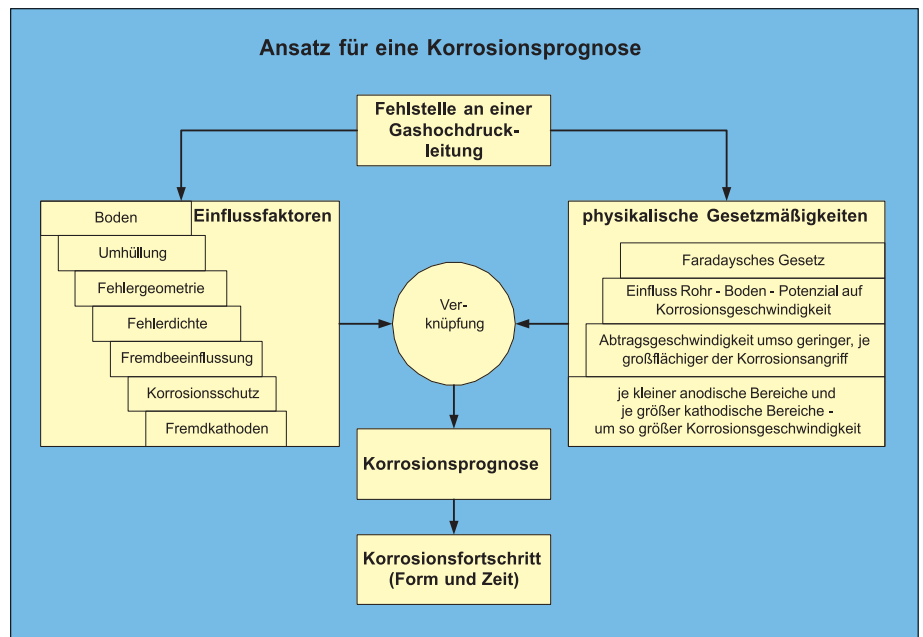 Ansatz für eine Korrosionsprognose
Fehlstelle an einer
Gashochdruck-
leitung
Einflussfaktoren
Boden
Umhüllung
Fehlergeometrie
Fehlerdichte
Fremdbeeinflussung
Korrosionsschutz
Fremdkathoden
Ver-
knüpfung
physikalische Gesetzmäßigkeiten
Faradaysches Gesetz
Einfluss Rohr - Boden - Potenzial auf
Korrosionsgeschwindigkeit
Abtragsgeschwindigkeit umso geringer, je
großflächiger der Korrosionsangriff
je kleiner anodische Bereiche und
je größer kathodische Bereiche -
um so größer Korrosionsgeschwindigkeit
Korrosionsprognose
Korrosionsfortschritt
(Form und Zeit)